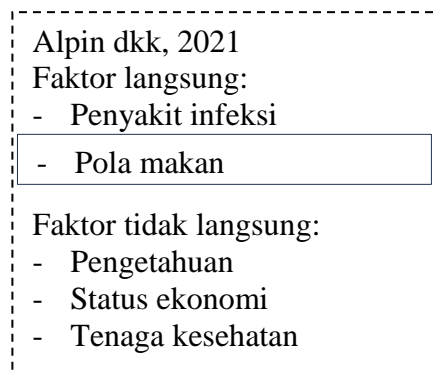 Alpin dkk, 2021
Faktor langsung:
- Penyakit infeksi
- Pola makan
Faktor tidak langsung:
- Pengetahuan
- Status ekonomi
- Tenaga kesehatan